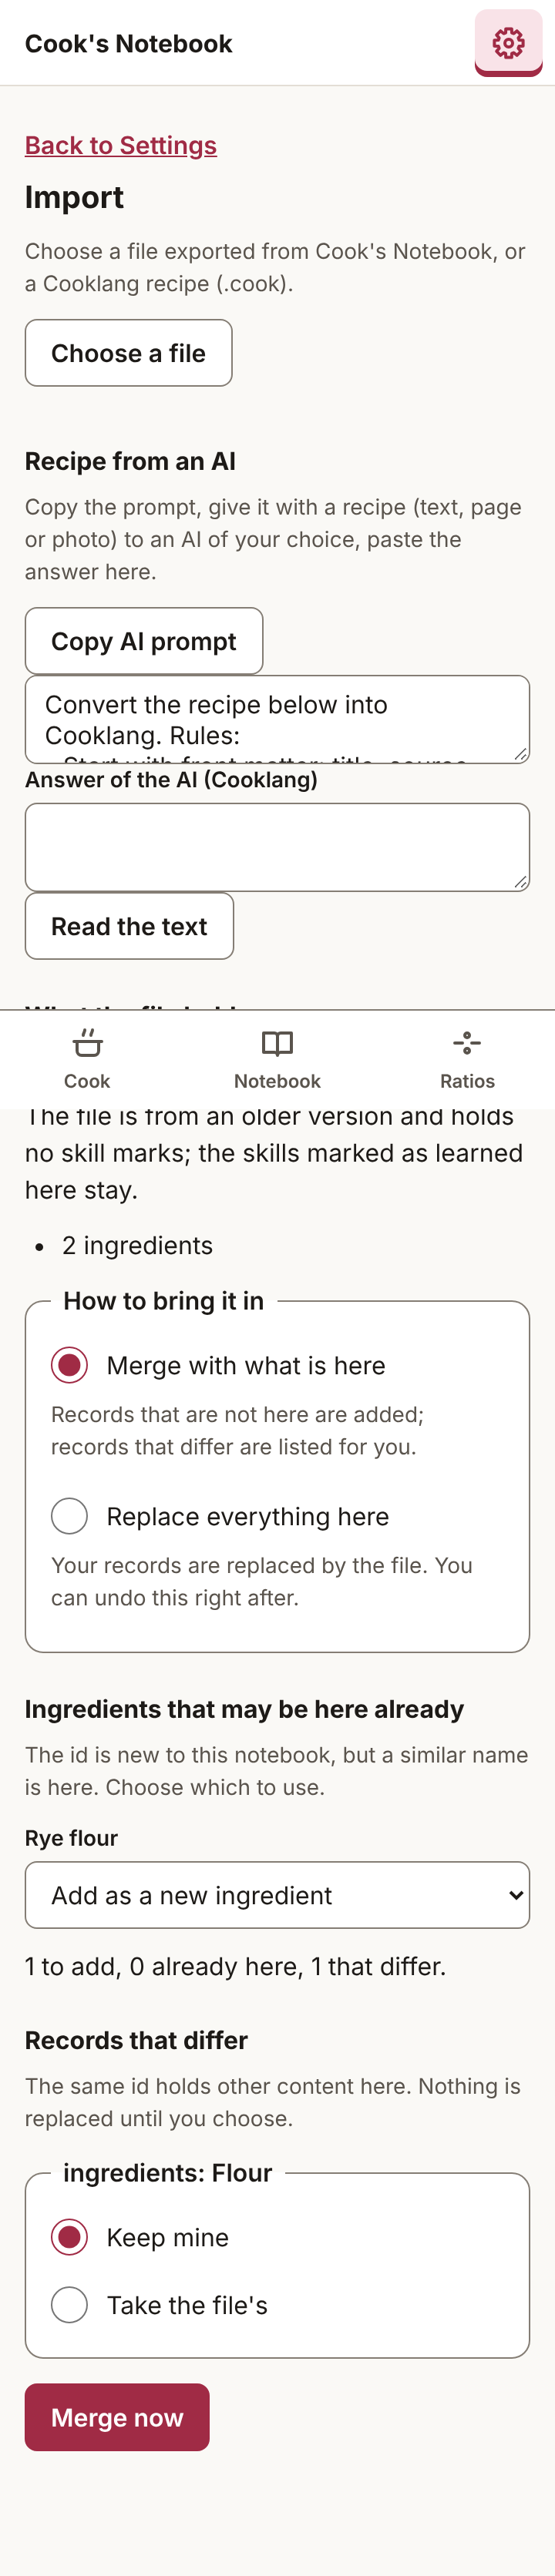 Cook's Notebook
Back to Settings
Import
Choose a file exported from Cook's Notebook, or
a Cooklang recipe (.cook).
Choose a file
Recipe from an AI
Copy the prompt, give it with a recipe (text, page
or photo) to an AI of your choice, paste the
answer here.
Copy AI prompt
Convert the recipe below into
Cooklang. Rules:
Answer of the AI (Cooklang)
Read the text
Cook
Notebook
Ratios
The file is from an older version and holds
no skill marks; the skills marked as learned
here stay.
• 2 ingredients
How to bring it in
Merge with what is here
Records that are not here are added;
records that differ are listed for you.
Replace everything here
Your records are replaced by the file. You
can undo this right after.
Ingredients that may be here already
The id is new to this notebook, but a similar name
is here. Choose which to use.
Rye flour
Add as a new ingredient
1 to add, 0 already here, 1 that differ.
Records that differ
The same id holds other content here. Nothing is
replaced until you choose.
ingredients: Flour
Keep mine
Take the file's
Merge now